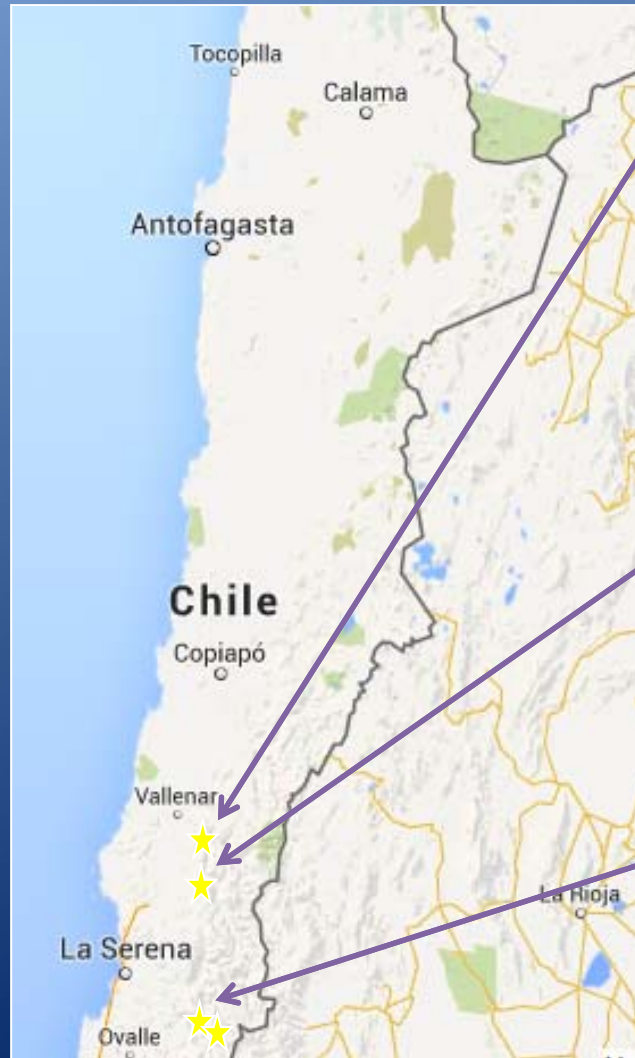 Tocopilla
Calama
Antofagasta
Chile
Copiapó
Vallenar
La Rioja
La Serena
Ovalle